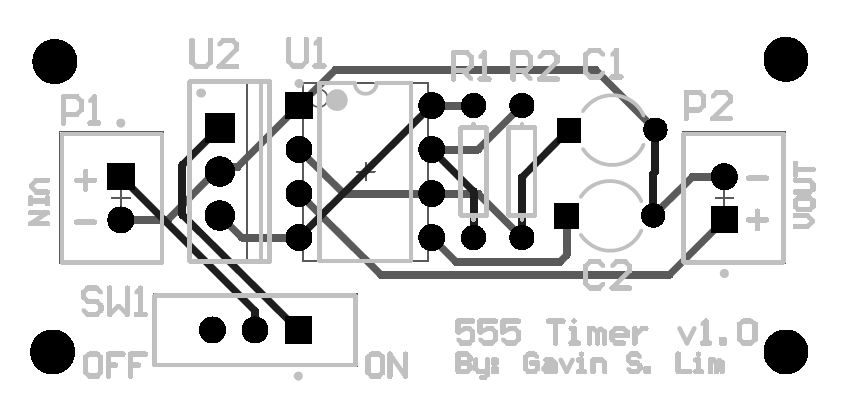 U2 U1 R1 R2 C1
P1 P2
+ -
+ -
VIN
VOUT
C2
SW1
OFF ON
555 Timer v1.0
By: Gavin S. Lim